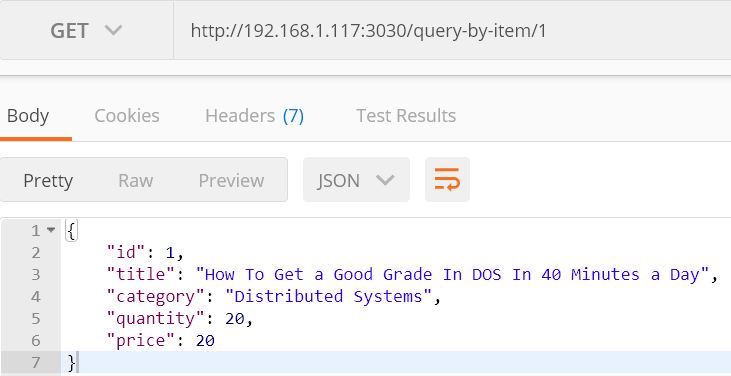 GET http://192.168.1.117:3030/query-by-item/1
Body Cookies Headers (7) Test Results
Pretty Raw Preview JSON
1 {
2 "id": 1,
3 "title": "How To Get a Good Grade In DOS In 40 Minutes a Day",
4 "category": "Distributed Systems",
5 "quantity": 20,
6 "price": 20
7 }